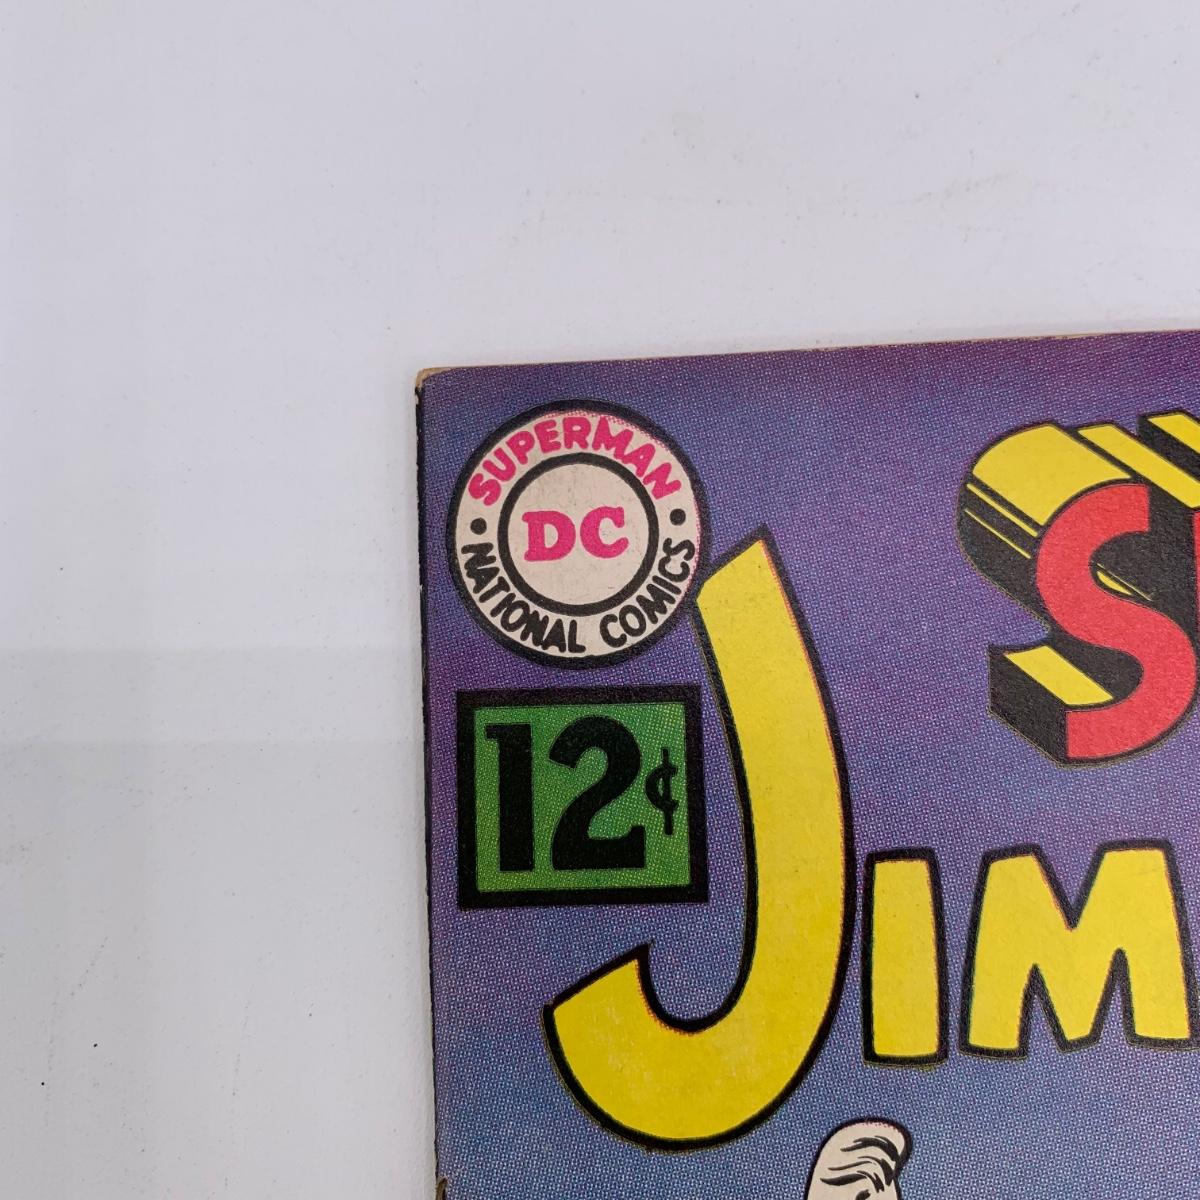 SUPERMAN
DC
NATIONAL COMICS
12¢
S
JIM